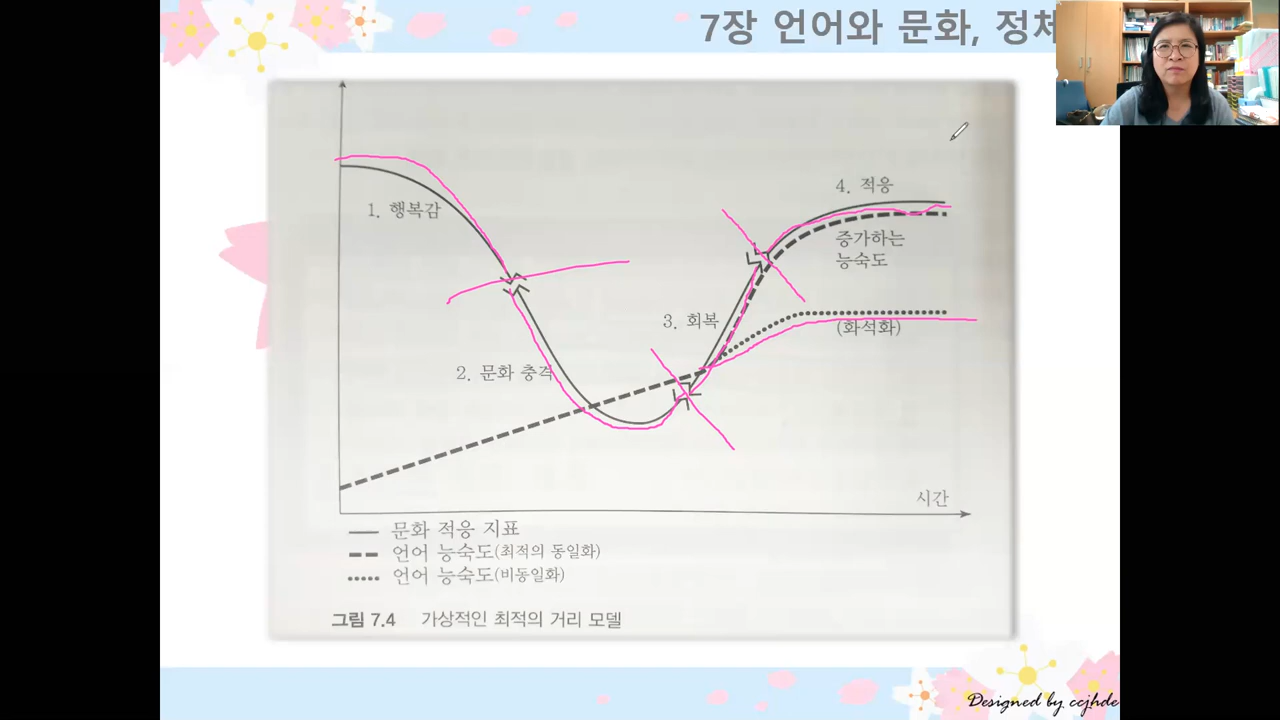 7장 언어와 문화, 정체
1. 행복감
4. 적응
증가하는
능숙도
3. 회복
(화석화)
2. 문화 충격
시간
문화 적응 지표
언어 능숙도(최적의 동일화)
언어 능숙도(비동일화)
그림 7.4 가상적인 최적의 거리 모델
Designed by ccjhde